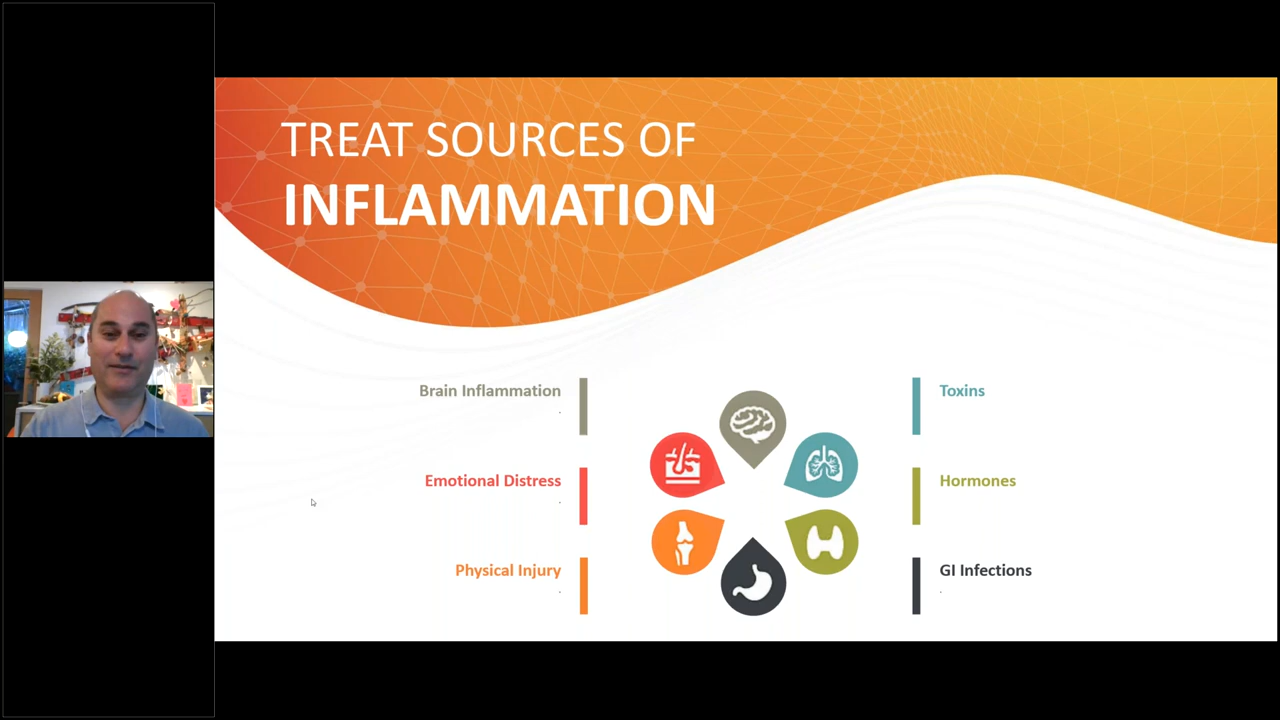 TREAT SOURCES OF
INFLAMMATION
Brain Inflammation
Emotional Distress
Physical Injury
Toxins
Hormones
GI Infections